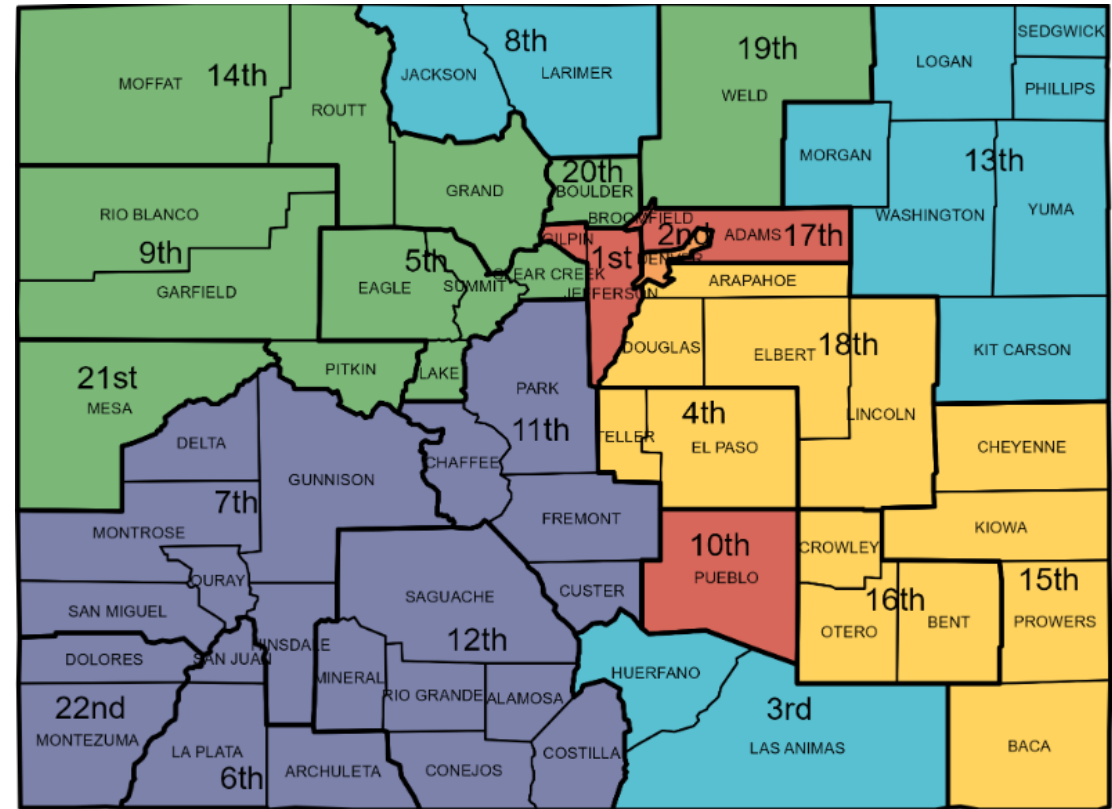 SEDGWICK
8th
19th
LOGAN
JACKSON
LARIMER
14th
MOFFAT
PHILLIPS
WELD
ROUTT
MORGAN
13th
20th
GRAND
BOULDER
RIO BLANCO
WASHINGTON
YUMA
BROOMFIELD
2nd
ADAMS
17th
GILPIN
9th
1st
DENVER
5th
CLEAR CREEK
ARAPAHOE
GARFIELD
EAGLE
SUMMIT
JEFFERSON
DOUGLAS
ELBERT
18th
KIT CARSON
PITKIN
LAKE
21st
MESA
PARK
LINCOLN
4th
11th
TELLER
EL PASO
DELTA
CHEYENNE
CHAFFEE
GUNNISON
7th
FREMONT
KIOWA
MONTROSE
10th
CROWLEY
OURAY
PUEBLO
15th
SAN MIGUEL
SAGUACHE
CUSTER
16th
OTERO
BENT
PROWERS
12th
HINSDALE
DOLORES
SAN JUAN
HUERFANO
MINERAL
RIO GRANDE
ALAMOSA
22nd
3rd
MONTEZUMA
LA PLATA
COSTILLA
LAS ANIMAS
BACA
6th
ARCHULETA
CONEJOS